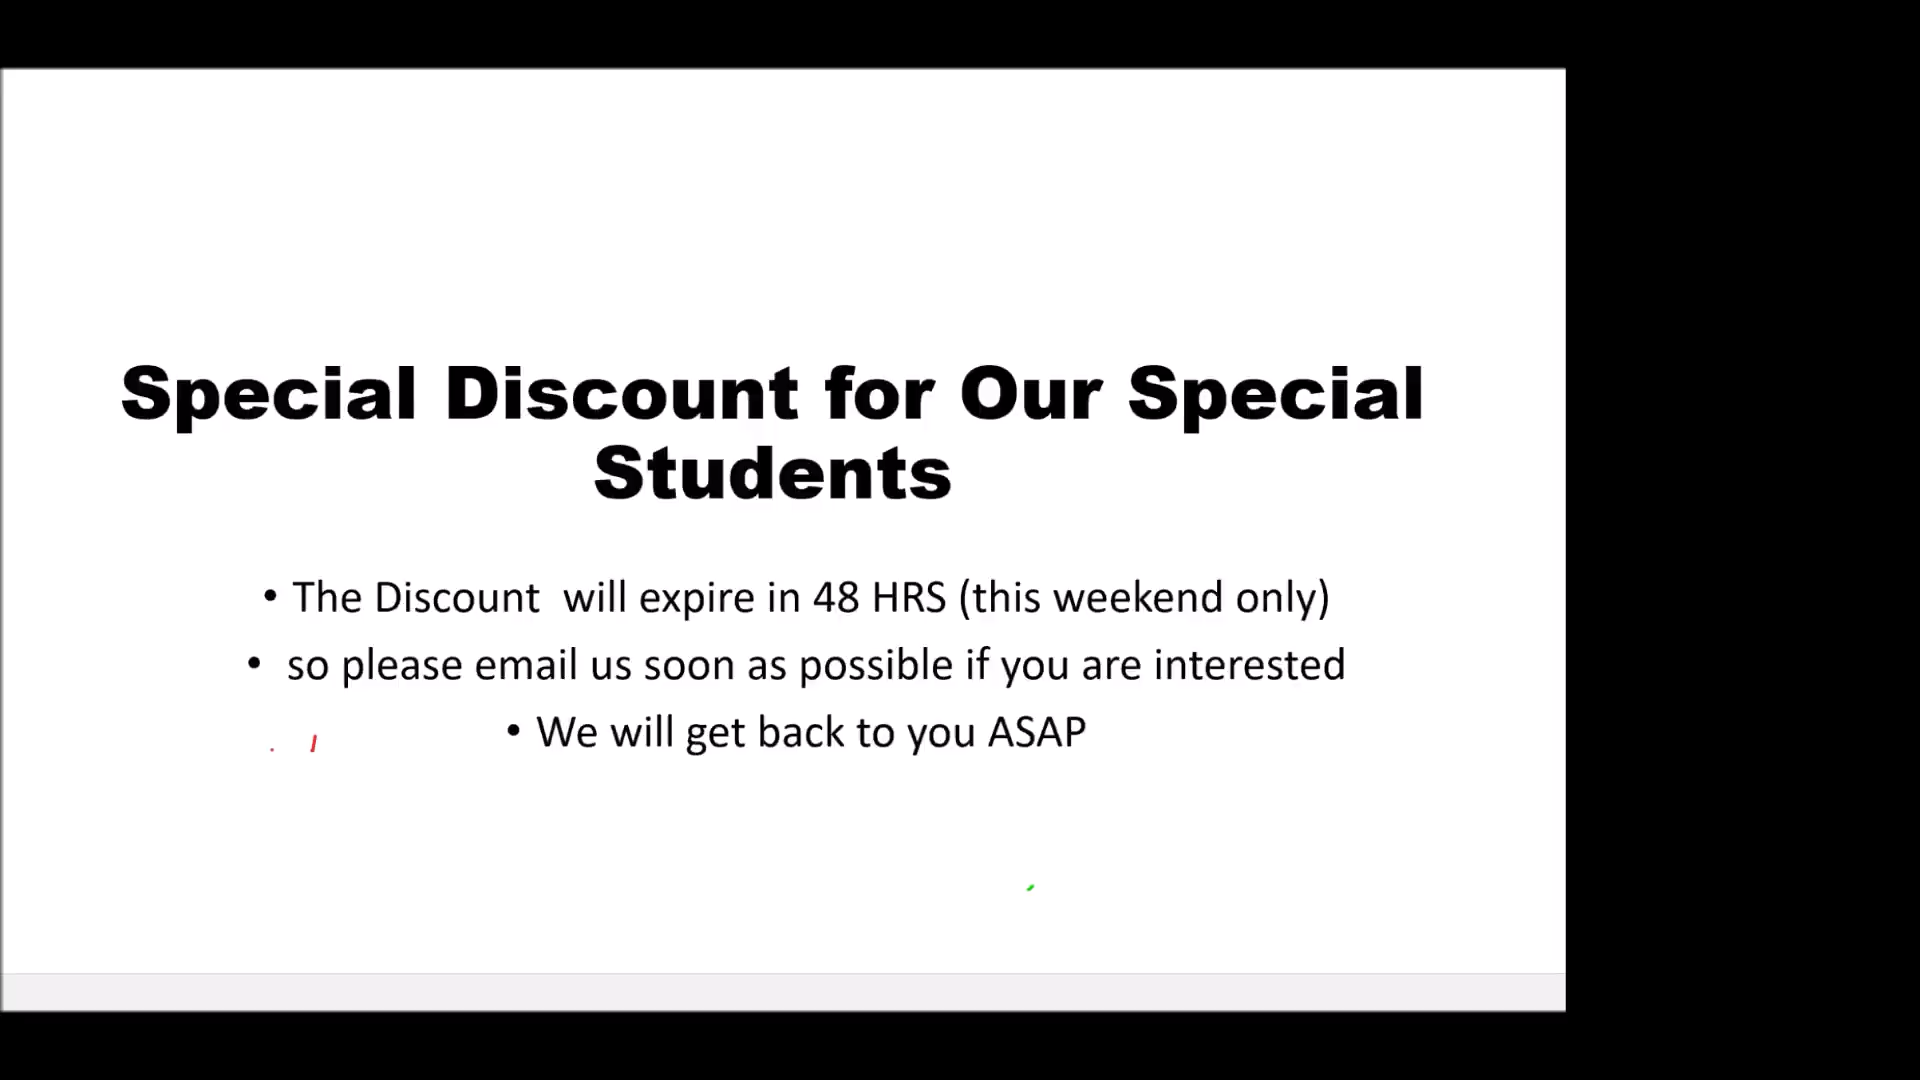 Special Discount for Our Special
Students
• The Discount  will expire in 48 HRS (this weekend only)
• so please email us soon as possible if you are interested
• We will get back to you ASAP